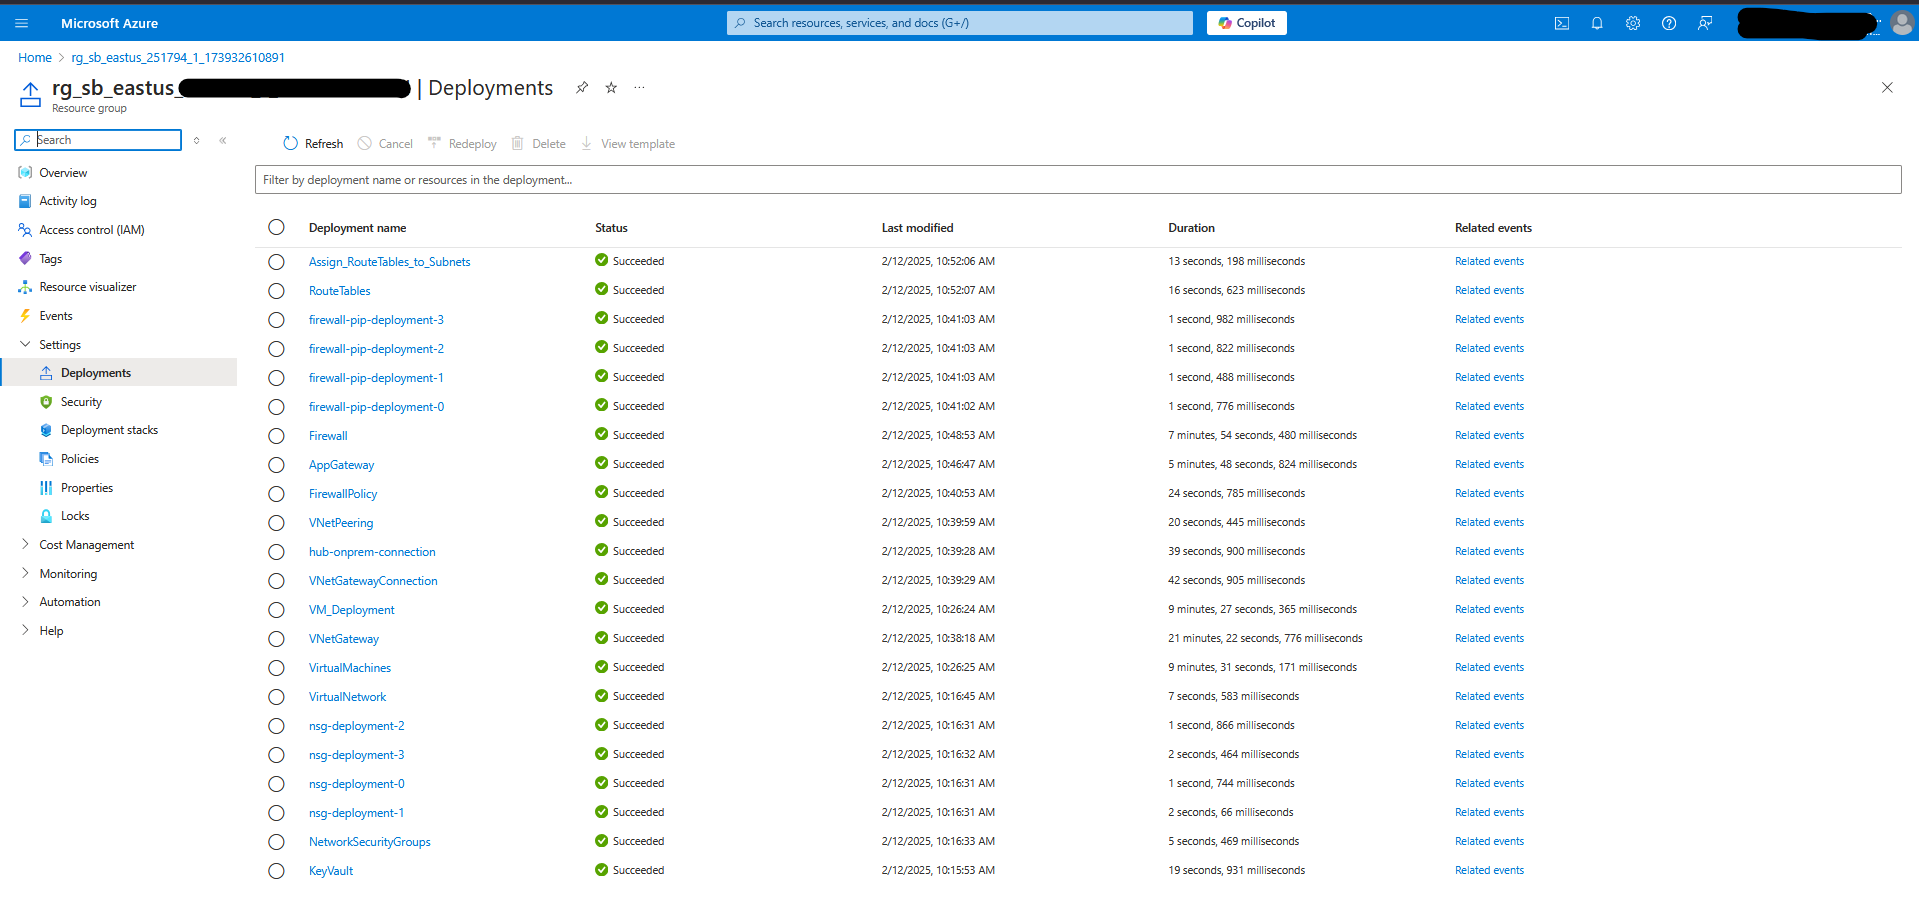 Microsoft Azure
Search resources, services, and docs (G+/)
Copilot
Home > rg_sb_eastus_251794_1_173932610891
rg_sb_eastus_ | Deployments
Resource group
Search
Refresh Cancel Redeploy Delete View template
Filter by deployment name or resources in the deployment...
Overview
Activity log
Access control (IAM)
Tags
Resource visualizer
Events
Settings
Deployments
Security
Deployment stacks
Policies
Properties
Locks
Cost Management
Monitoring
Automation
Help
Deployment name Status Last modified Duration Related events
Assign_RouteTables_to_Subnets Succeeded 2/12/2025, 10:52:06 AM 13 seconds, 198 milliseconds Related events
RouteTables Succeeded 2/12/2025, 10:52:07 AM 16 seconds, 623 milliseconds Related events
firewall-pip-deployment-3 Succeeded 2/12/2025, 10:41:03 AM 1 second, 982 milliseconds Related events
firewall-pip-deployment-2 Succeeded 2/12/2025, 10:41:03 AM 1 second, 822 milliseconds Related events
firewall-pip-deployment-1 Succeeded 2/12/2025, 10:41:03 AM 1 second, 488 milliseconds Related events
firewall-pip-deployment-0 Succeeded 2/12/2025, 10:41:02 AM 1 second, 776 milliseconds Related events
Firewall Succeeded 2/12/2025, 10:48:53 AM 7 minutes, 54 seconds, 480 milliseconds Related events
AppGateway Succeeded 2/12/2025, 10:46:47 AM 5 minutes, 48 seconds, 824 milliseconds Related events
FirewallPolicy Succeeded 2/12/2025, 10:40:53 AM 24 seconds, 785 milliseconds Related events
VNetPeering Succeeded 2/12/2025, 10:39:59 AM 20 seconds, 445 milliseconds Related events
hub-onprem-connection Succeeded 2/12/2025, 10:39:28 AM 39 seconds, 900 milliseconds Related events
VNetGatewayConnection Succeeded 2/12/2025, 10:39:29 AM 42 seconds, 905 milliseconds Related events
VM_Deployment Succeeded 2/12/2025, 10:26:24 AM 9 minutes, 27 seconds, 365 milliseconds Related events
VNetGateway Succeeded 2/12/2025, 10:38:18 AM 21 minutes, 22 seconds, 776 milliseconds Related events
VirtualMachines Succeeded 2/12/2025, 10:26:25 AM 9 minutes, 31 seconds, 171 milliseconds Related events
VirtualNetwork Succeeded 2/12/2025, 10:16:45 AM 7 seconds, 583 milliseconds Related events
nsg-deployment-2 Succeeded 2/12/2025, 10:16:31 AM 1 second, 866 milliseconds Related events
nsg-deployment-3 Succeeded 2/12/2025, 10:16:32 AM 2 seconds, 464 milliseconds Related events
nsg-deployment-0 Succeeded 2/12/2025, 10:16:31 AM 1 second, 744 milliseconds Related events
nsg-deployment-1 Succeeded 2/12/2025, 10:16:31 AM 2 seconds, 66 milliseconds Related events
NetworkSecurityGroups Succeeded 2/12/2025, 10:16:33 AM 5 seconds, 469 milliseconds Related events
KeyVault Succeeded 2/12/2025, 10:15:53 AM 19 seconds, 931 milliseconds Related events